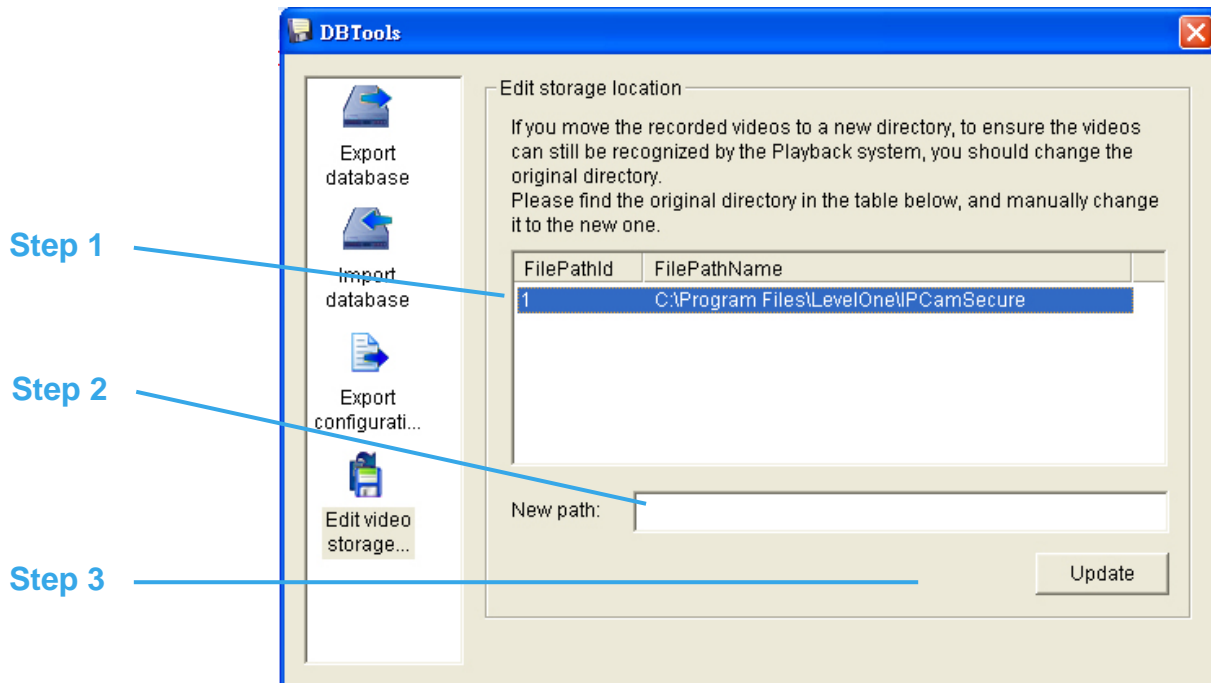 DBTools
Export
database
Import
database
Export
configurati...
Edit video
storage...
Edit storage location
If you move the recorded videos to a new directory, to ensure the videos
can still be recognized by the Playback system, you should change the
original directory.
Please find the original directory in the table below, and manually change
it to the new one.
Step 1
FilePathId FilePathName
1 C:\Program Files\LevelOne\IPCamSecure
Step 2
New path:
Step 3
Update